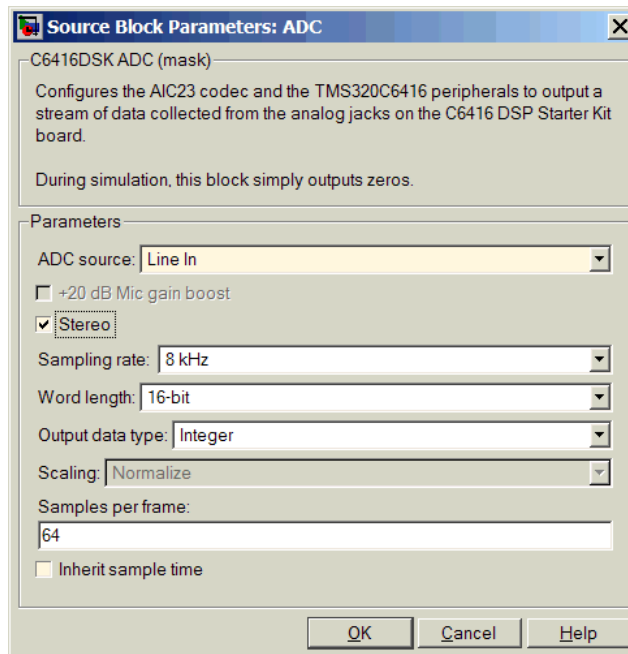 Source Block Parameters: ADC
C6416DSK ADC (mask)
Configures the AIC23 codec and the TMS320C6416 peripherals to output a
stream of data collected from the analog jacks on the C6416 DSP Starter Kit
board.
During simulation, this block simply outputs zeros.
Parameters
ADC source: Line In
+20 dB Mic gain boost
Stereo
Sampling rate: 8 kHz
Word length: 16-bit
Output data type: Integer
Scaling: Normalize
Samples per frame:
64
Inherit sample time
OK Cancel Help